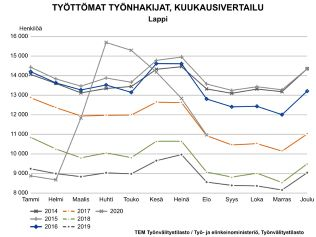 TYÖTTÖMAT TYÖNHAKIJAT, KUUKAUSIVERTAILU
Lappi
Henkilöä
16 000
15 000
14 000
13 000
12 000
11 000
10 000
9 000
8 000
Tammi Helmi Maalis Huhti Touko Kesä Heinä Elo Syys Loka Marras Joulu
2014 2017 2020
2015 2018
2016 2019
TEM Työnvälitystilasto / Työ- ja elinkeinoministeriö, Työnvälitystilasto